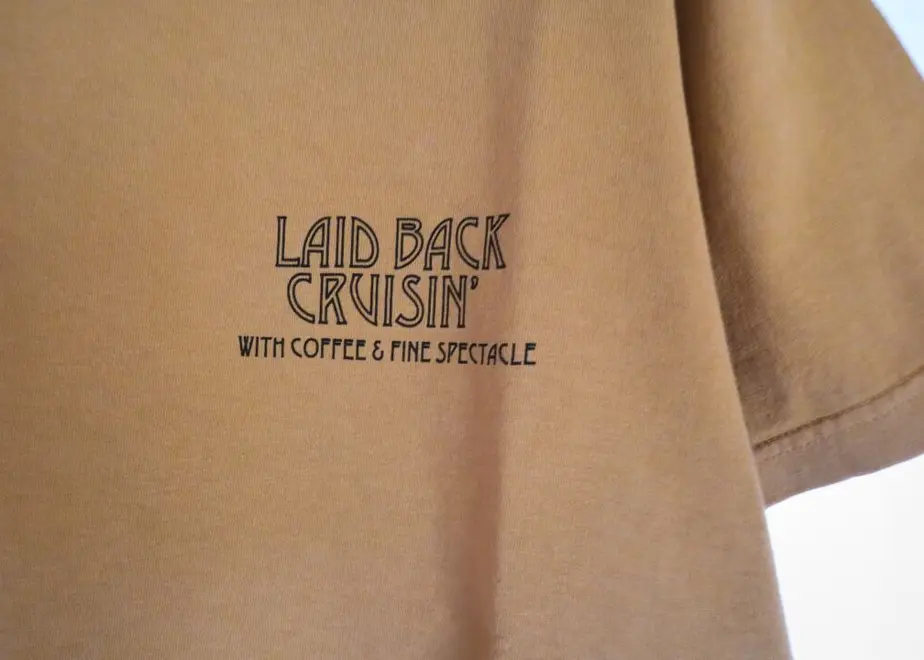 LAID BACK
CRUISIN'
WITH COFFEE & FINE SPECTACLE